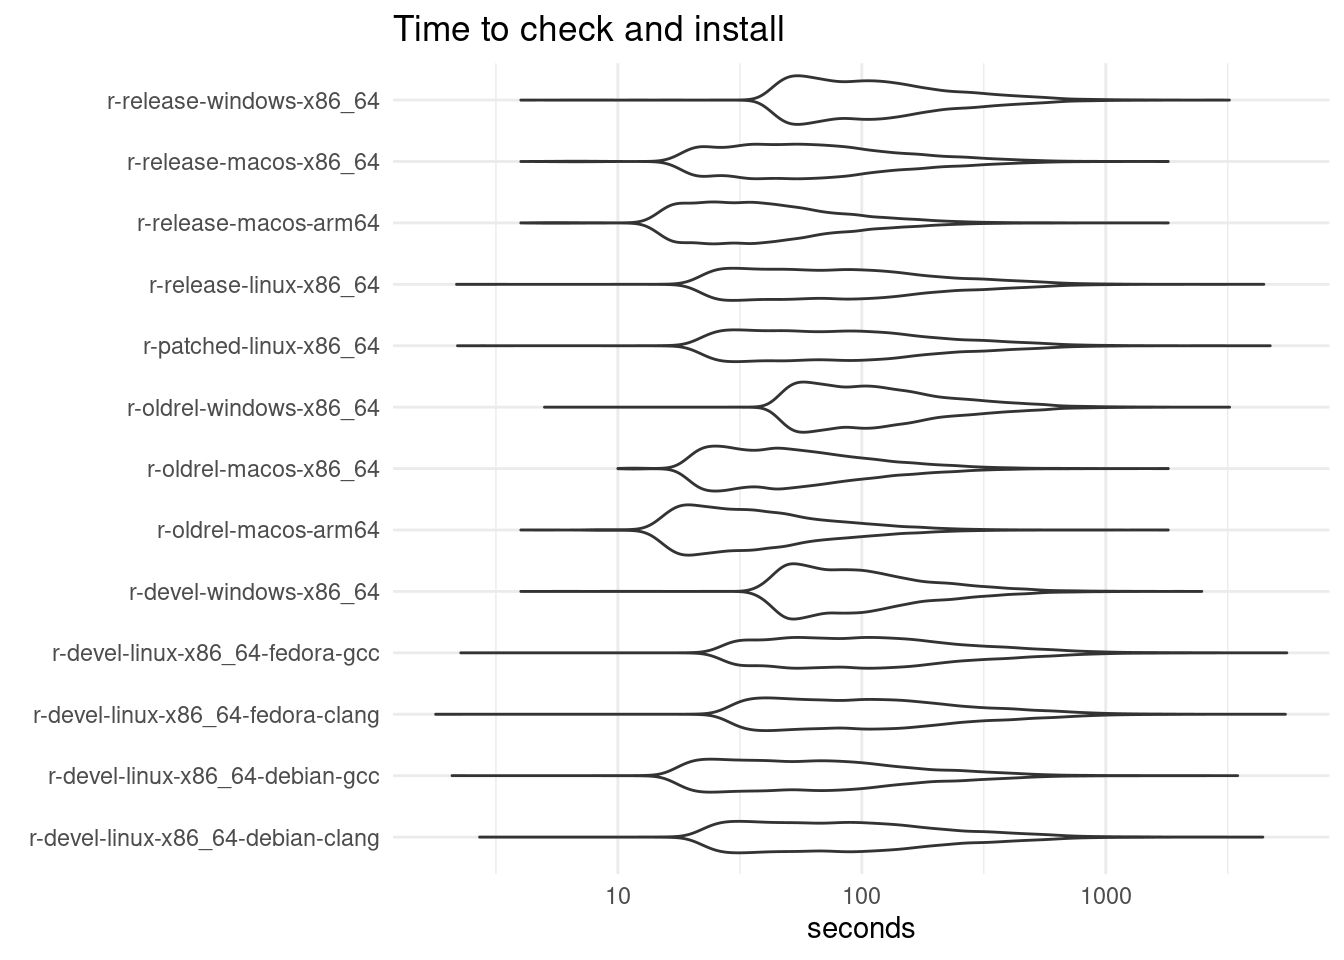 Time to check and install
r-release-windows-x86_64
r-release-macos-x86_64
r-release-macos-arm64
r-release-linux-x86_64
r-patched-linux-x86_64
r-oldrel-windows-x86_64
r-oldrel-macos-x86_64
r-oldrel-macos-arm64
r-devel-windows-x86_64
r-devel-linux-x86_64-fedora-gcc
r-devel-linux-x86_64-fedora-clang
r-devel-linux-x86_64-debian-gcc
r-devel-linux-x86_64-debian-clang
10 100 1000
seconds